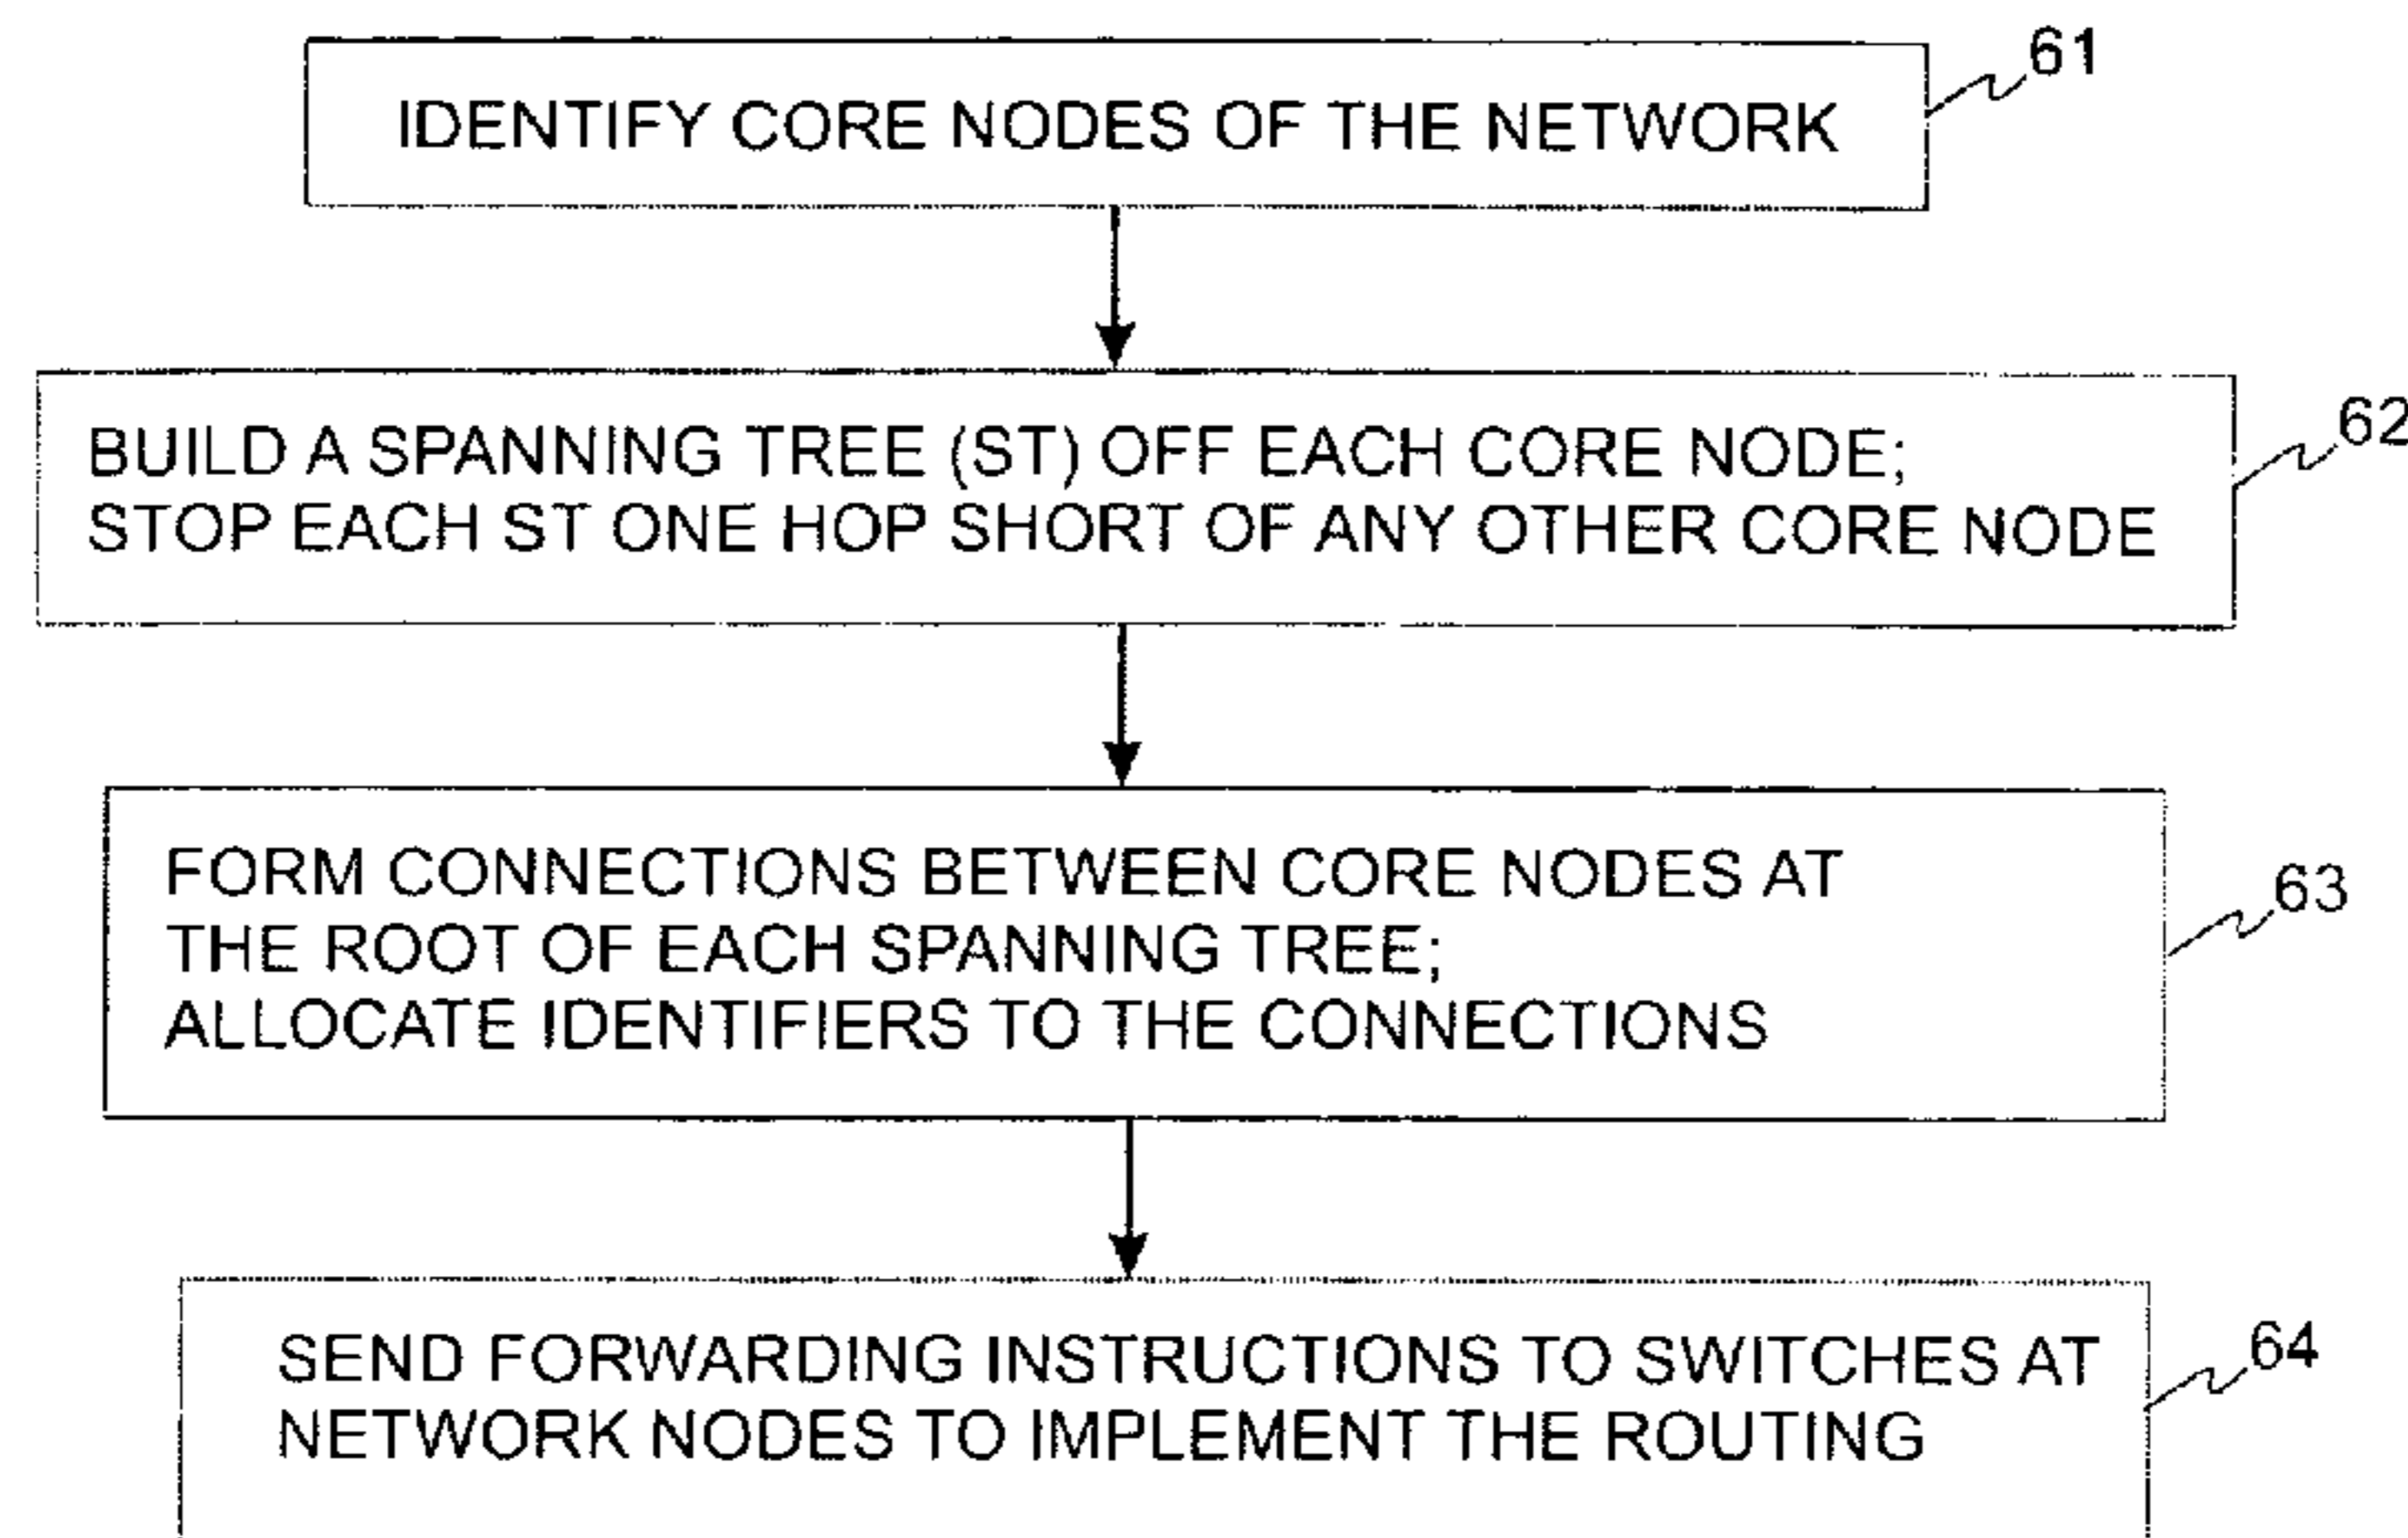 IDENTIFY CORE NODES OF THE NETWORK
61
BUILD A SPANNING TREE (ST) OFF EACH CORE NODE;
STOP EACH ST ONE HOP SHORT OF ANY OTHER CORE NODE
62
FORM CONNECTIONS BETWEEN CORE NODES AT
THE ROOT OF EACH SPANNING TREE;
ALLOCATE IDENTIFIERS TO THE CONNECTIONS
63
SEND FORWARDING INSTRUCTIONS TO SWITCHES AT
NETWORK NODES TO IMPLEMENT THE ROUTING
64